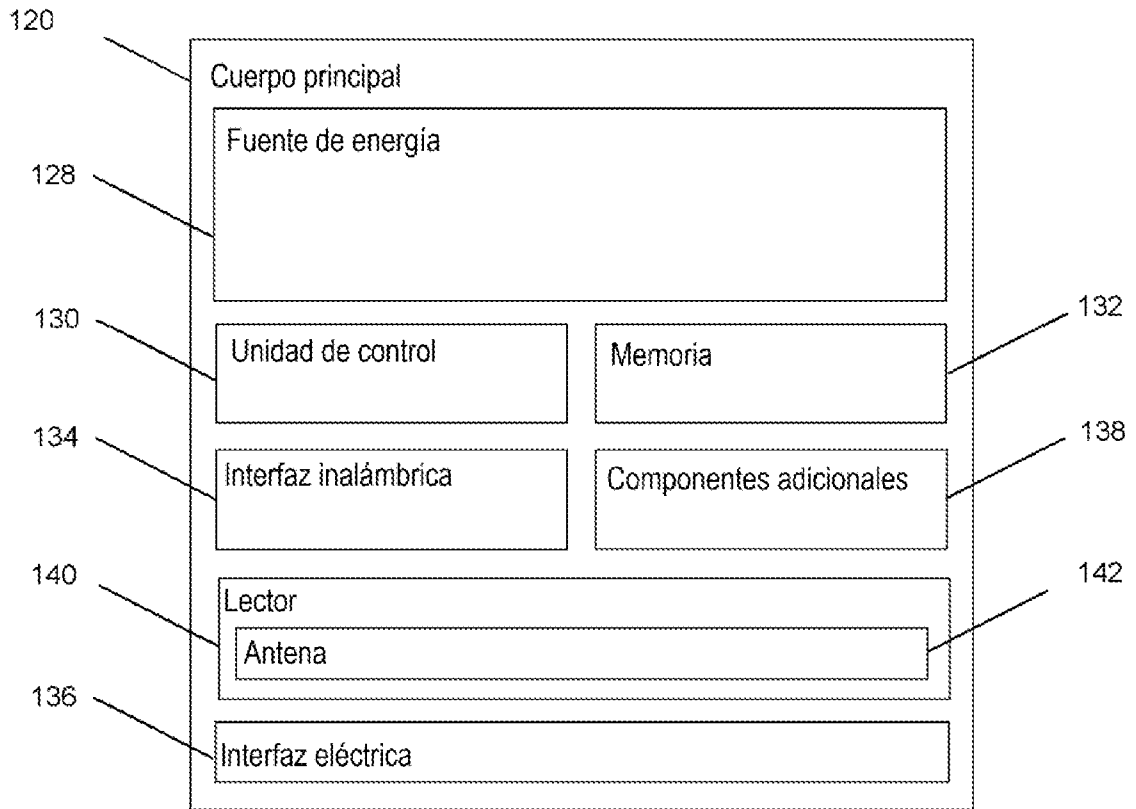 120
Cuerpo principal
Fuente de energía
128
130
Unidad de control
Memoria
132
134
Interfaz inalámbrica
Componentes adicionales
138
140
Lector
142
Antena
136
Interfaz eléctrica